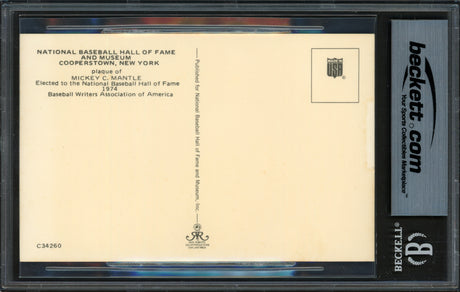 NATIONAL BASEBALL HALL OF FAME
AND MUSEUM
COOPERSTOWN, NEW YORK
plaque of
MICKEY C. MANTLE
Elected to the National Baseball Hall of Fame
1974
Baseball Writers Association of America
Published for National Baseball Hall of Fame and Museum, Inc.
USA
C34260
beckett.com
Your Sports Collectibles Marketplace
BECKETT
B